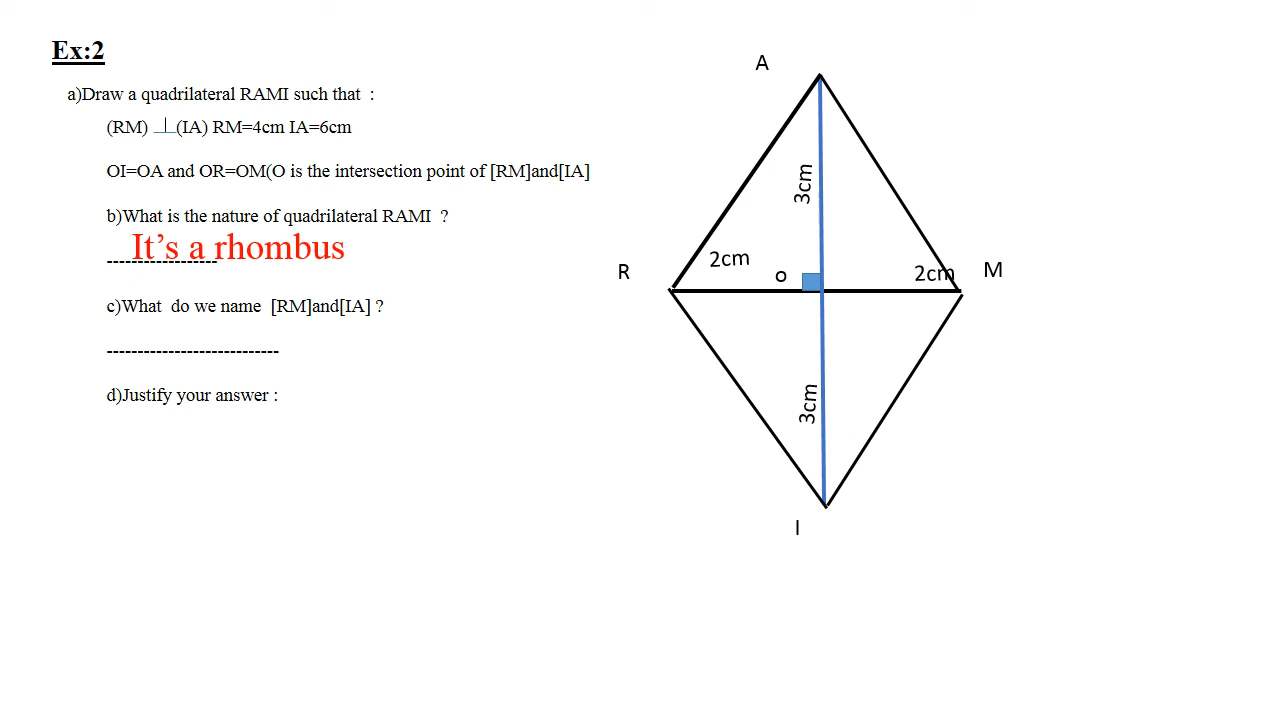 Ex:2
a)Draw a quadrilateral RAMI such that :
(RM) ⊥(IA) RM=4cm IA=6cm
OI=OA and OR=OM(O is the intersection point of [RM]and[IA]
b)What is the nature of quadrilateral RAMI ?
It’s a rhombus
------------------
c)What do we name [RM]and[IA] ?
----------------------------
d)Justify your answer :
A
3cm
2cm
R
o
2cm
M
3cm
I